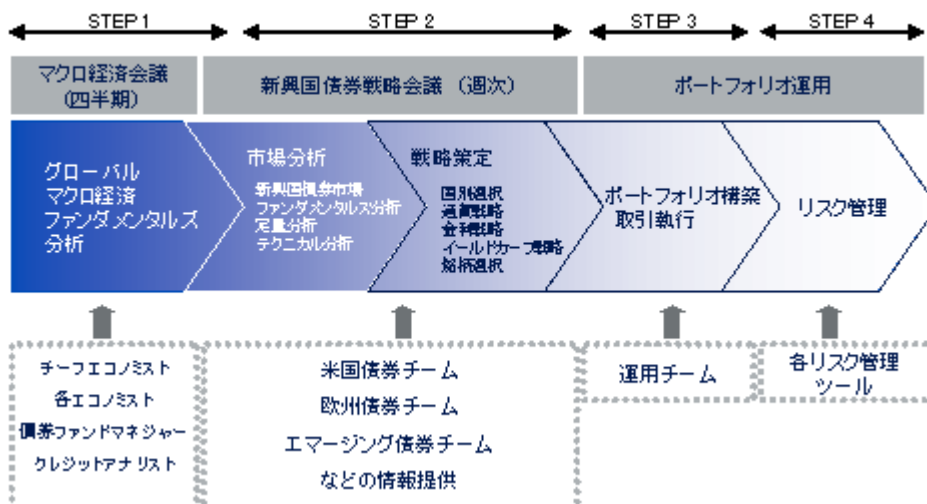 STEP 1
STEP 2
STEP 3
STEP 4
マクロ経済会議
(四半期)
新興国債券戦略会議 (週次)
ポートフォリオ運用
グローバル
マクロ経済
ファンダメンタルズ
分析
市場分析
新興国債券市場
ファンダメンタルズ分析
定量分析
テクニカル分析
戦略策定
国別選択
通貨戦略
金利戦略
イールドカーブ戦略
銘柄選択
ポートフォリオ構築
取引執行
リスク管理
チーフエコノミスト
各エコノミスト
債券ファンドマネジャー
クレジットアナリスト
米国債券チーム
欧州債券チーム
エマージング債券チーム
などの情報提供
運用チーム
各リスク管理
ツール